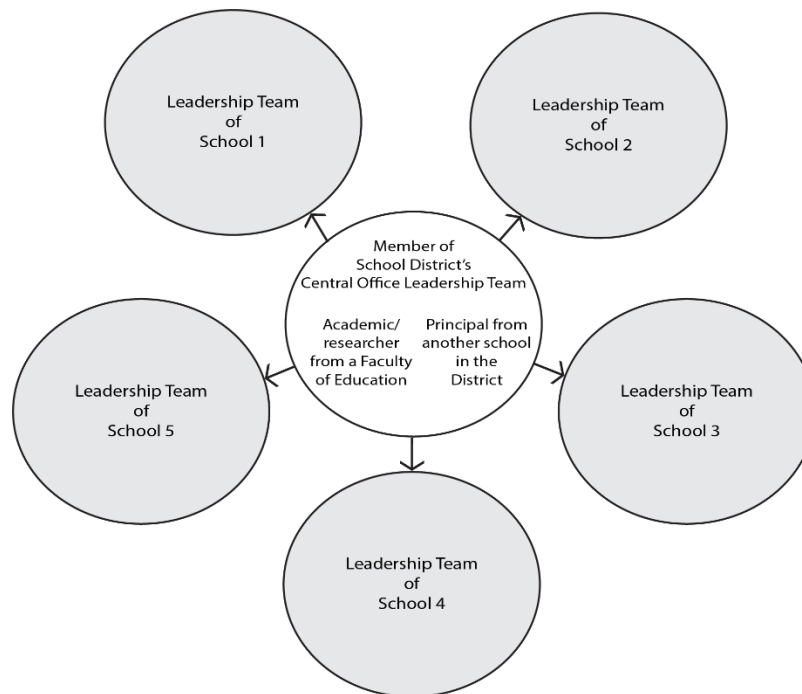 Leadership Team
of
School 1
Leadership Team
of
School 2
Member of
School District's
Central Office Leadership Team
Academic/
researcher
from a Faculty
of Education
Principal from
another school
in the
District
Leadership Team
of
School 5
Leadership Team
of
School 3
Leadership Team
of
School 4